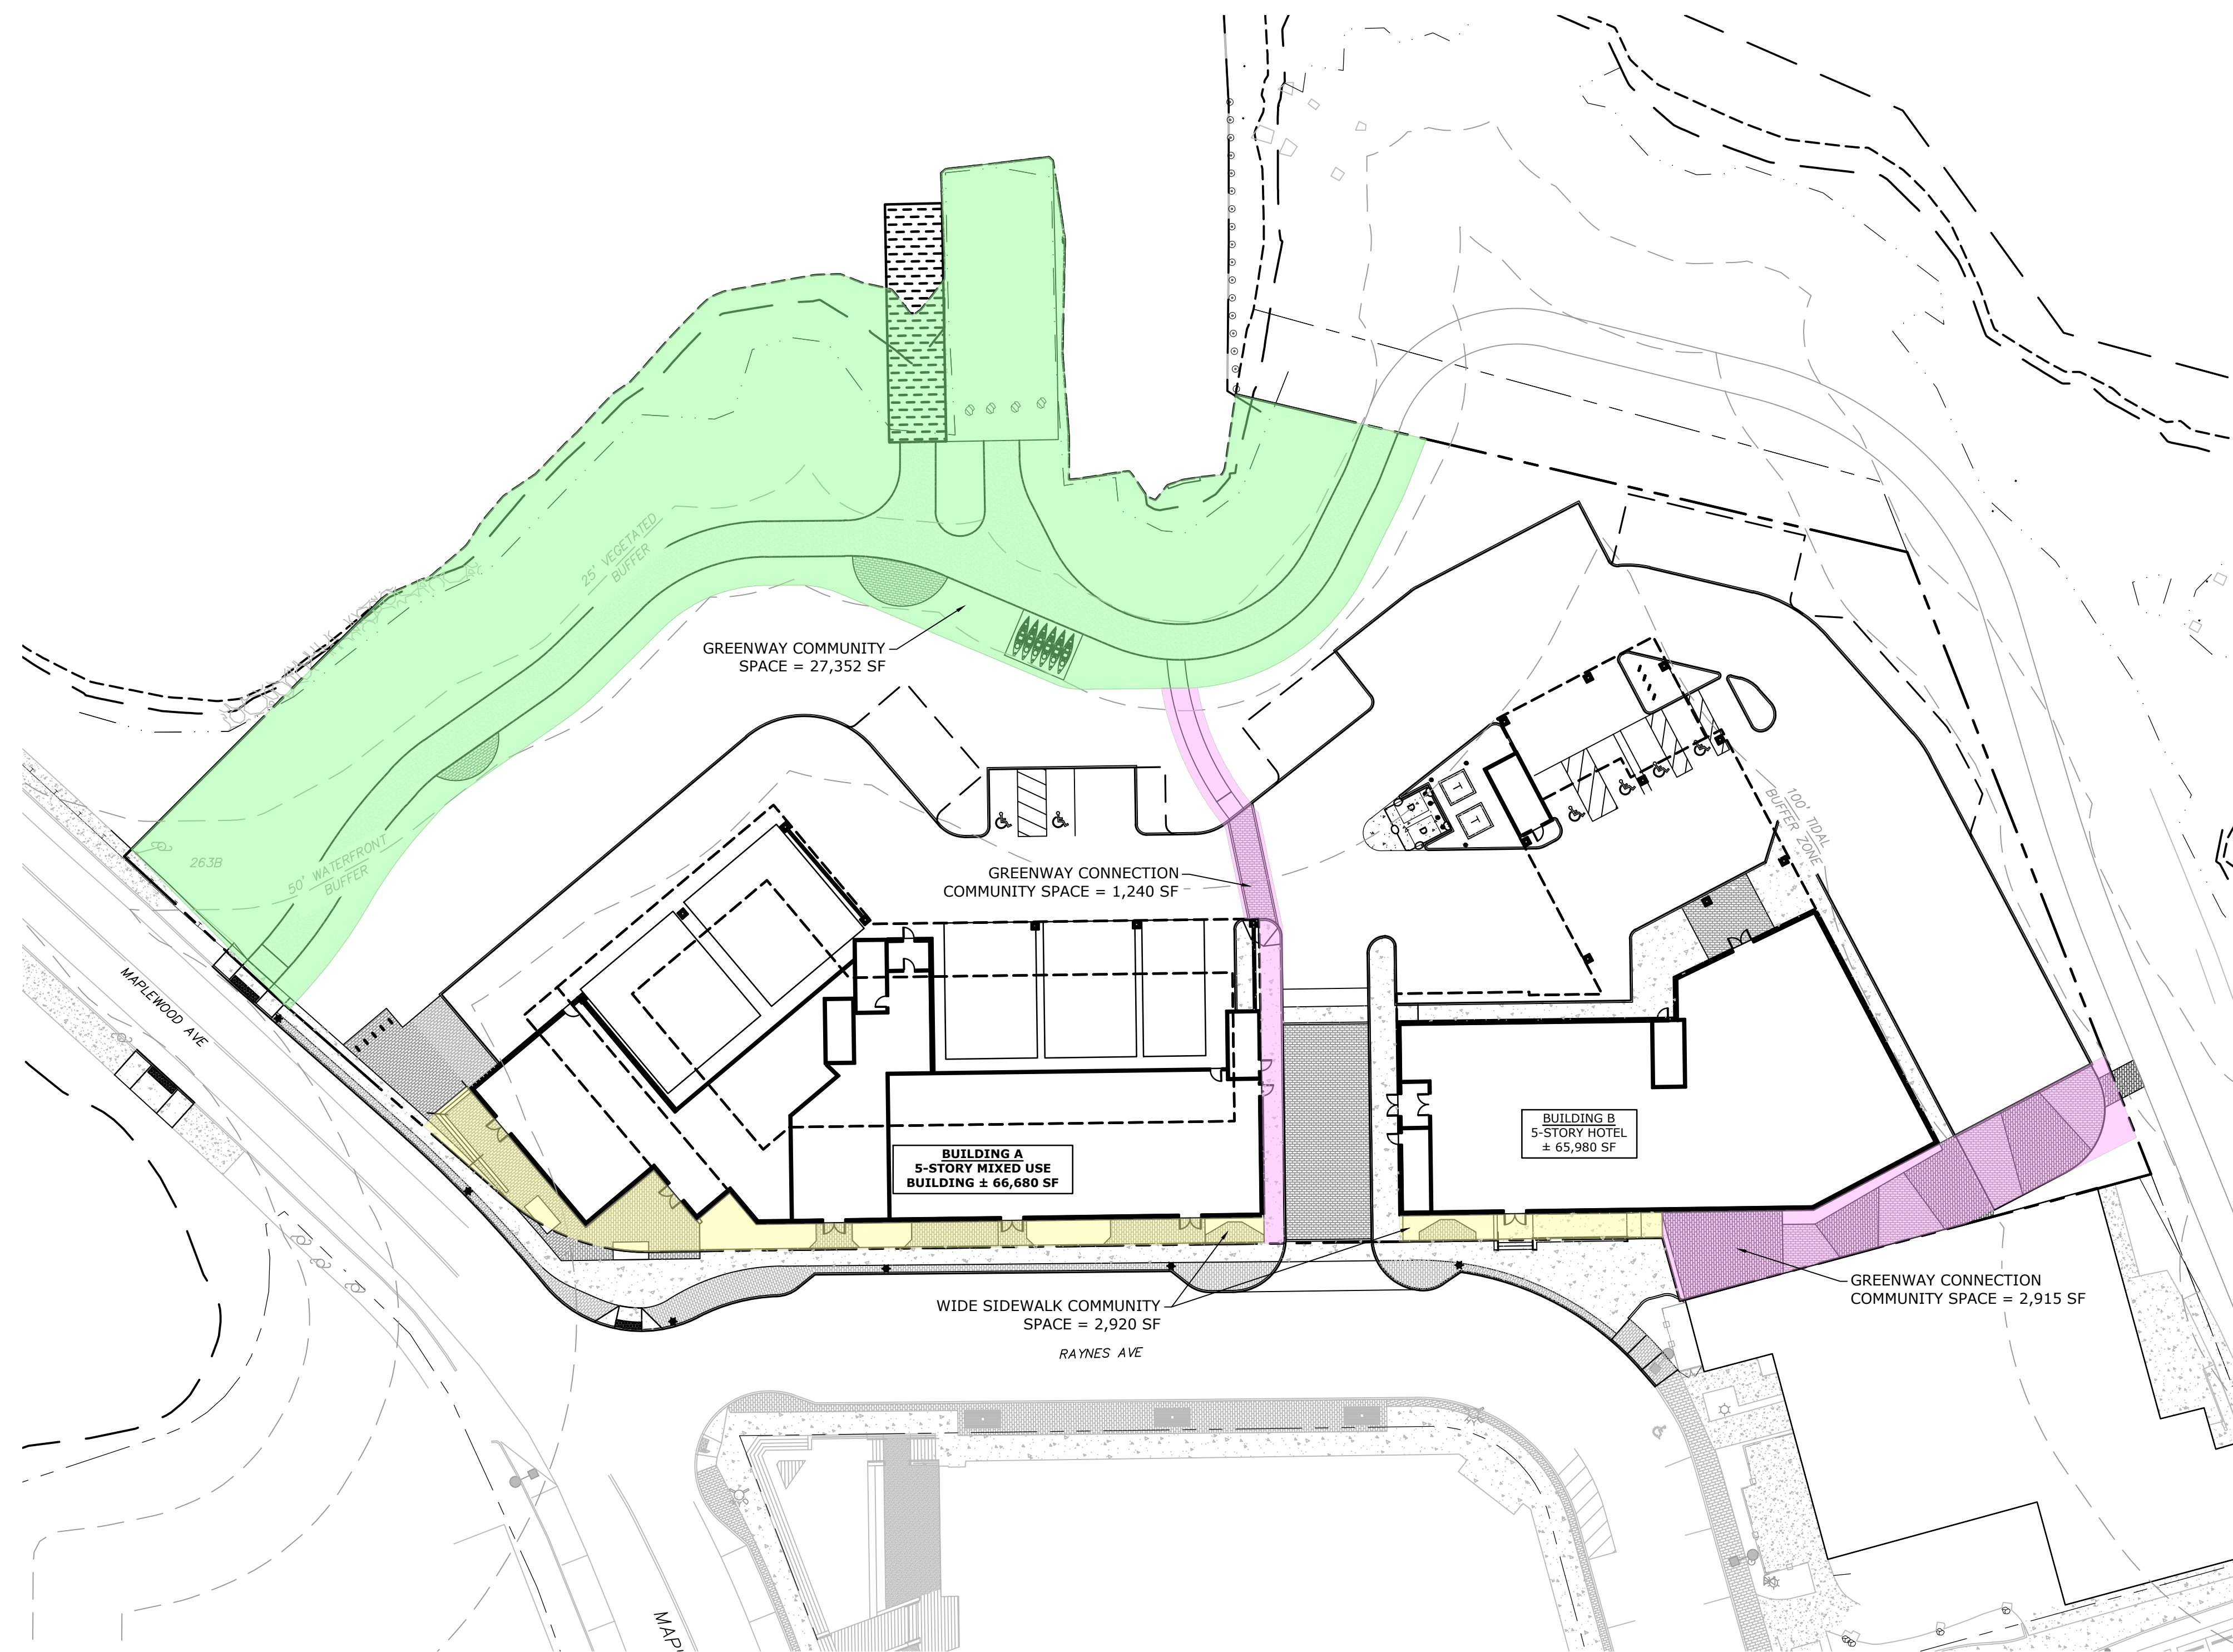 25' VEGETATED
BUFFER
GREENWAY COMMUNITY
SPACE = 27,352 SF
263B
50' WATERFRONT
BUFFER
100' TIDAL
BUFFER ZONE
T
T
GREENWAY CONNECTION
COMMUNITY SPACE = 1,240 SF
MAPLEWOOD AVE
BUILDING A
5-STORY MIXED USE
BUILDING ± 66,680 SF
BUILDING B
5-STORY HOTEL
± 65,980 SF
GREENWAY CONNECTION
COMMUNITY SPACE = 2,915 SF
WIDE SIDEWALK COMMUNITY
SPACE = 2,920 SF
RAYNES AVE